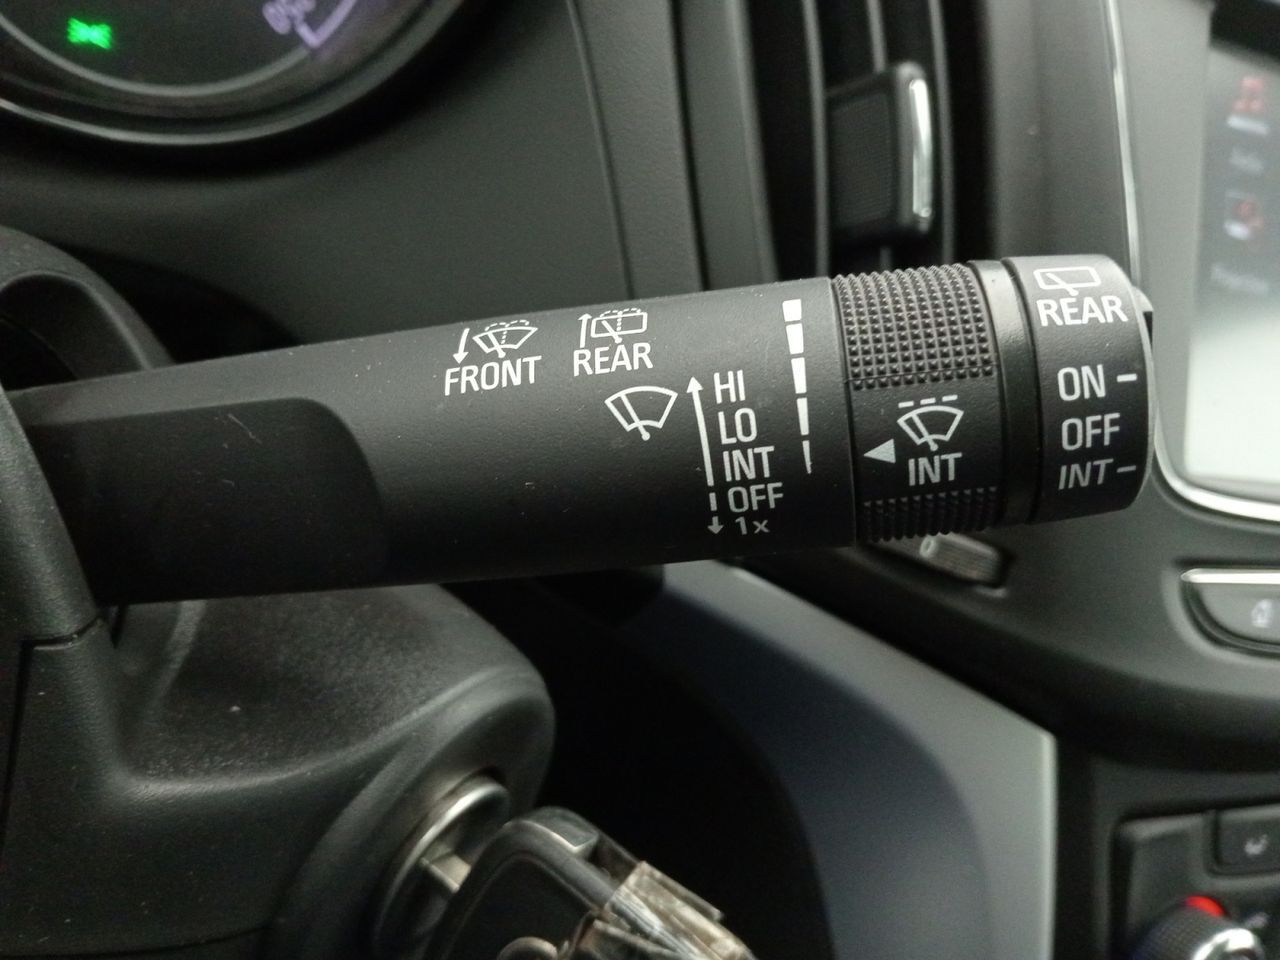 FRONT
REAR
HI
LO
INT
OFF
1x
INT
REAR
ON
OFF
INT